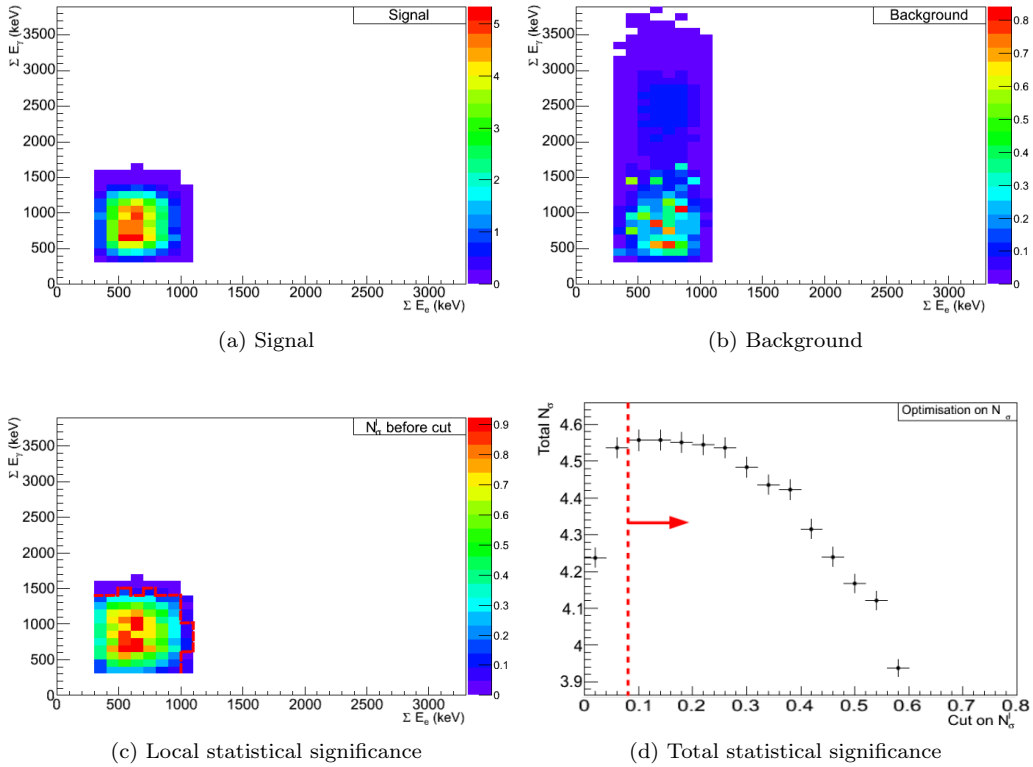 Signal
Σ E_γ (keV)
3500
3000
2500
2000
1500
1000
500
0
0 500 1000 1500 2000 2500 3000
Σ E_e (keV)
5
4
3
2
1
0
(a) Signal
Background
Σ E_γ (keV)
3500
3000
2500
2000
1500
1000
500
0
0 500 1000 1500 2000 2500 3000
Σ E_e (keV)
0.8
0.7
0.6
0.5
0.4
0.3
0.2
0.1
0
(b) Background
N_σ^i before cut
Σ E_γ (keV)
3500
3000
2500
2000
1500
1000
500
0
0 500 1000 1500 2000 2500 3000
Σ E_e (keV)
0.9
0.8
0.7
0.6
0.5
0.4
0.3
0.2
0.1
0
(c) Local statistical significance
Optimisation on N_σ
Total N_σ
4.6
4.5
4.4
4.3
4.2
4.1
4
3.9
0 0.1 0.2 0.3 0.4 0.5 0.6 0.7 0.8
Cut on N_σ^i
(d) Total statistical significance